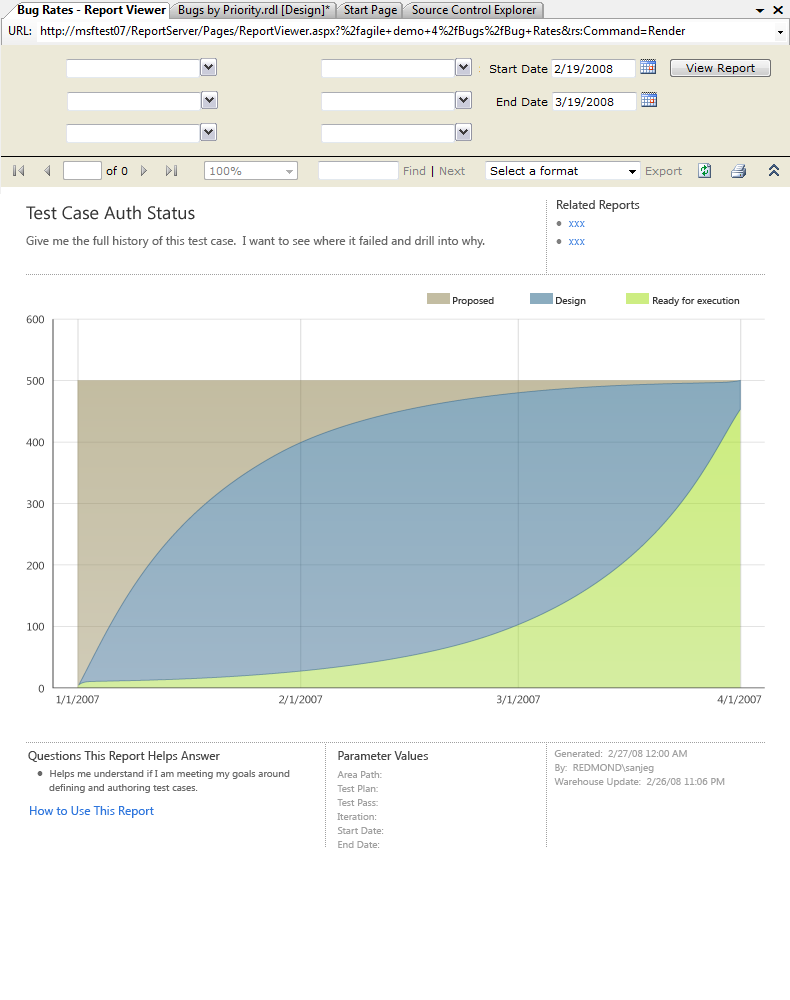 Bug Rates - Report Viewer Bugs by Priority.rdl [Design]* Start Page Source Control Explorer
URL: http://msftest07/ReportServer/Pages/ReportViewer.aspx?%2fagile+demo+4%2fBugs%2fBug+Rates&rs:Command=Render
Start Date 2/19/2008 View Report
End Date 3/19/2008
of 0 100% Find | Next Select a format Export
Test Case Auth Status
Give me the full history of this test case. I want to see where it failed and drill into why.
Related Reports
• xxx
• xxx
Proposed Design Ready for execution
600
500
400
300
200
100
0
1/1/2007 2/1/2007 3/1/2007 4/1/2007
Questions This Report Helps Answer
• Helps me understand if I am meeting my goals around
defining and authoring test cases.
How to Use This Report
Parameter Values
Area Path:
Test Plan:
Test Pass:
Iteration:
Start Date:
End Date:
Generated: 2/27/08 12:00 AM
By: REDMOND\sanjeg
Warehouse Update: 2/26/08 11:06 PM